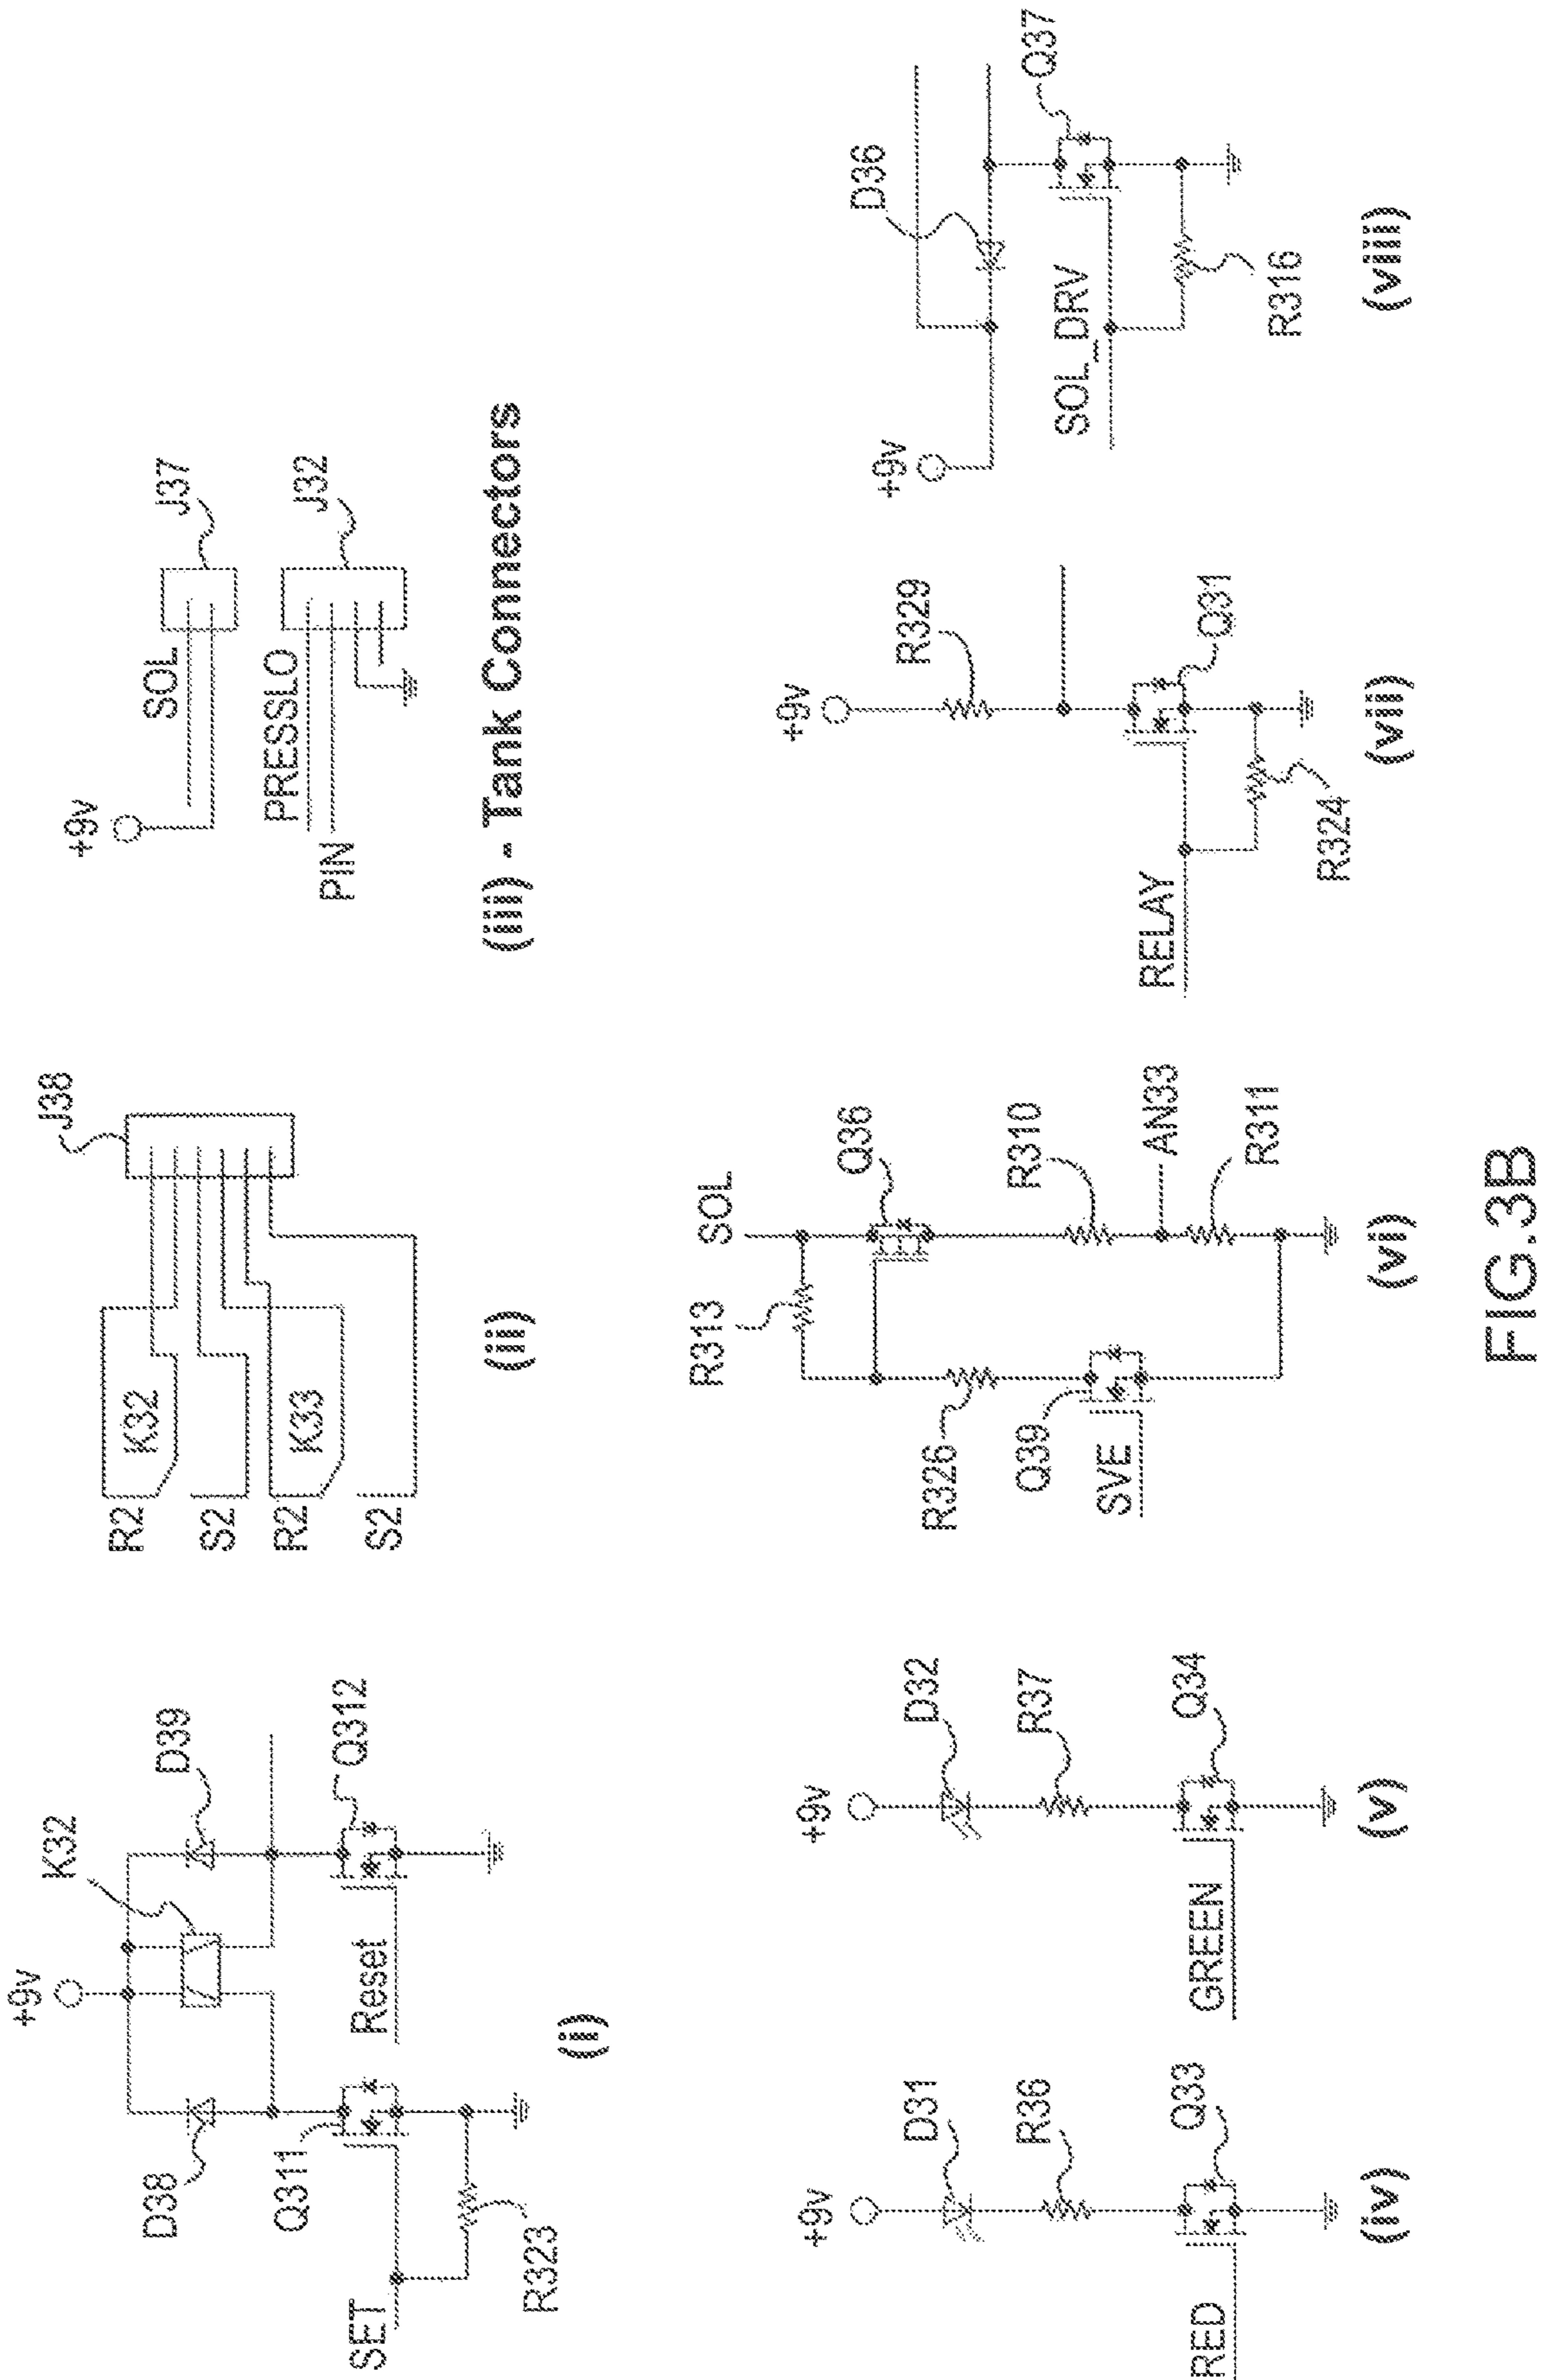 +9v
K32
D38
D39
Q311
Q312
SET
Reset
R323
(i)
J38
R2
K32
S2
R2
K33
S2
(ii)
+9v
SOL
J37
PRESSLO
PIN
J32
(iii) - Tank Connectors
+9v
D31
R36
Q33
RED
(iv)
+9v
D32
R37
Q34
GREEN
(v)
SOL
R313
Q36
R326
R310
Q39
AN33
SVE
R311
(vi)
+9v
R329
RELAY
Q31
R324
(vii)
+9v
D36
Q37
SOL_DRV
R316
(viii)
FIG.3B